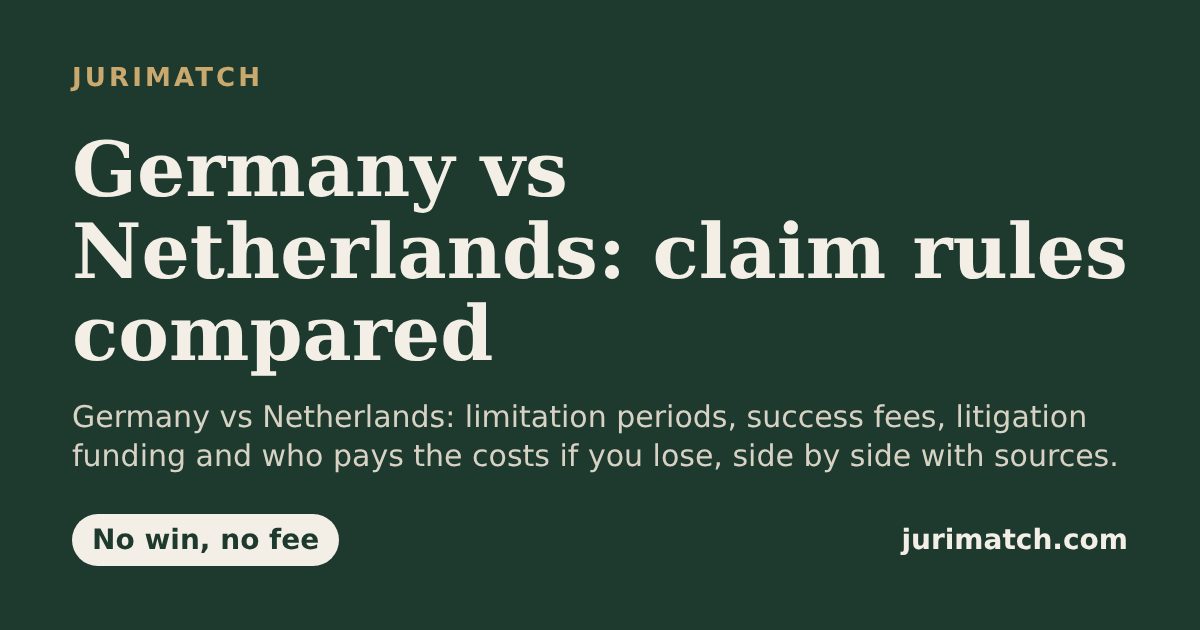 JURIMATCH
Germany vs
Netherlands: claim rules
compared
Germany vs Netherlands: limitation periods, success fees, litigation
funding and who pays the costs if you lose, side by side with sources.
No win, no fee
jurimatch.com